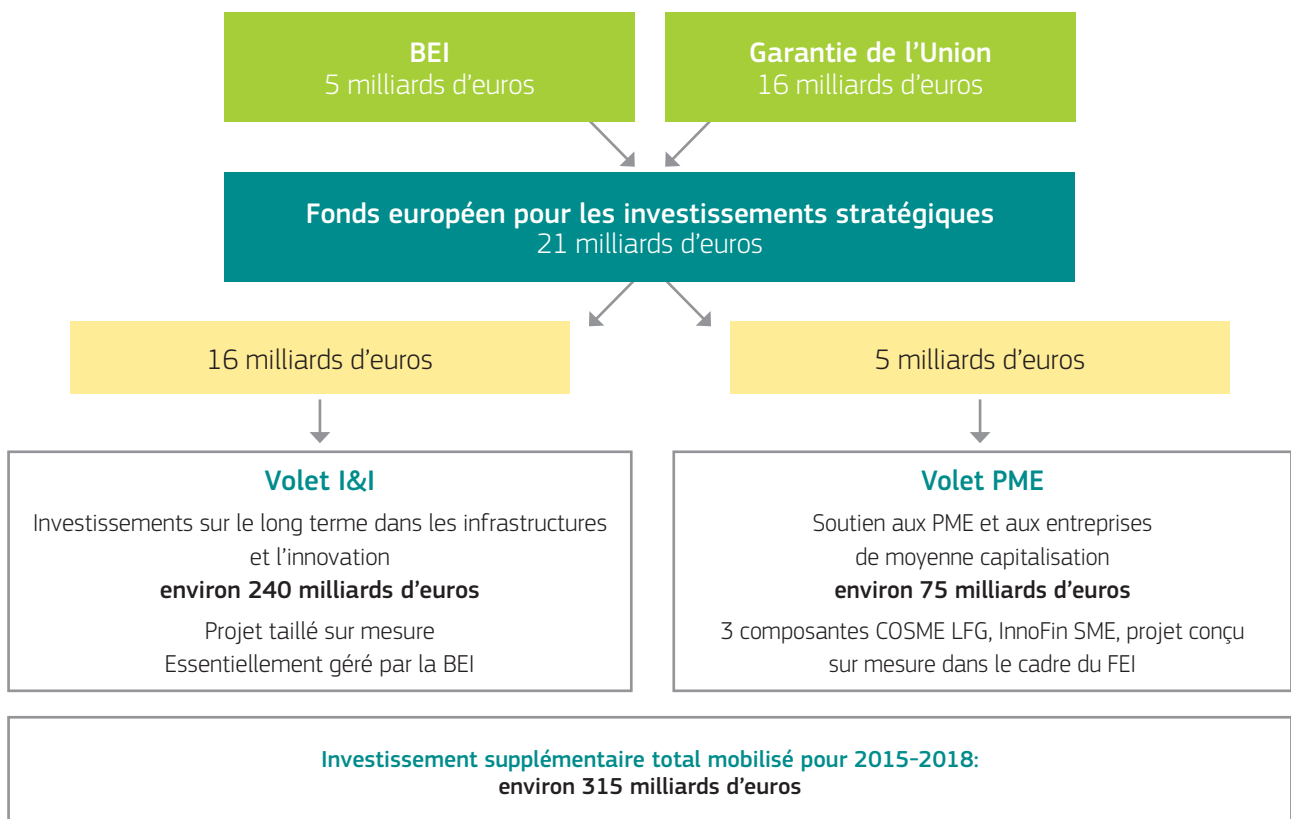 BEI
5 milliards d’euros
Garantie de l’Union
16 milliards d’euros
Fonds européen pour les investissements stratégiques
21 milliards d’euros
16 milliards d’euros
5 milliards d’euros
Volet I&I
Investissements sur le long terme dans les infrastructures
et l’innovation
environ 240 milliards d’euros
Projet taillé sur mesure
Essentiellement géré par la BEI
Volet PME
Soutien aux PME et aux entreprises
de moyenne capitalisation
environ 75 milliards d’euros
3 composantes COSME LFG, InnoFin SME, projet conçu
sur mesure dans le cadre du FEI
Investissement supplémentaire total mobilisé pour 2015-2018:
environ 315 milliards d’euros